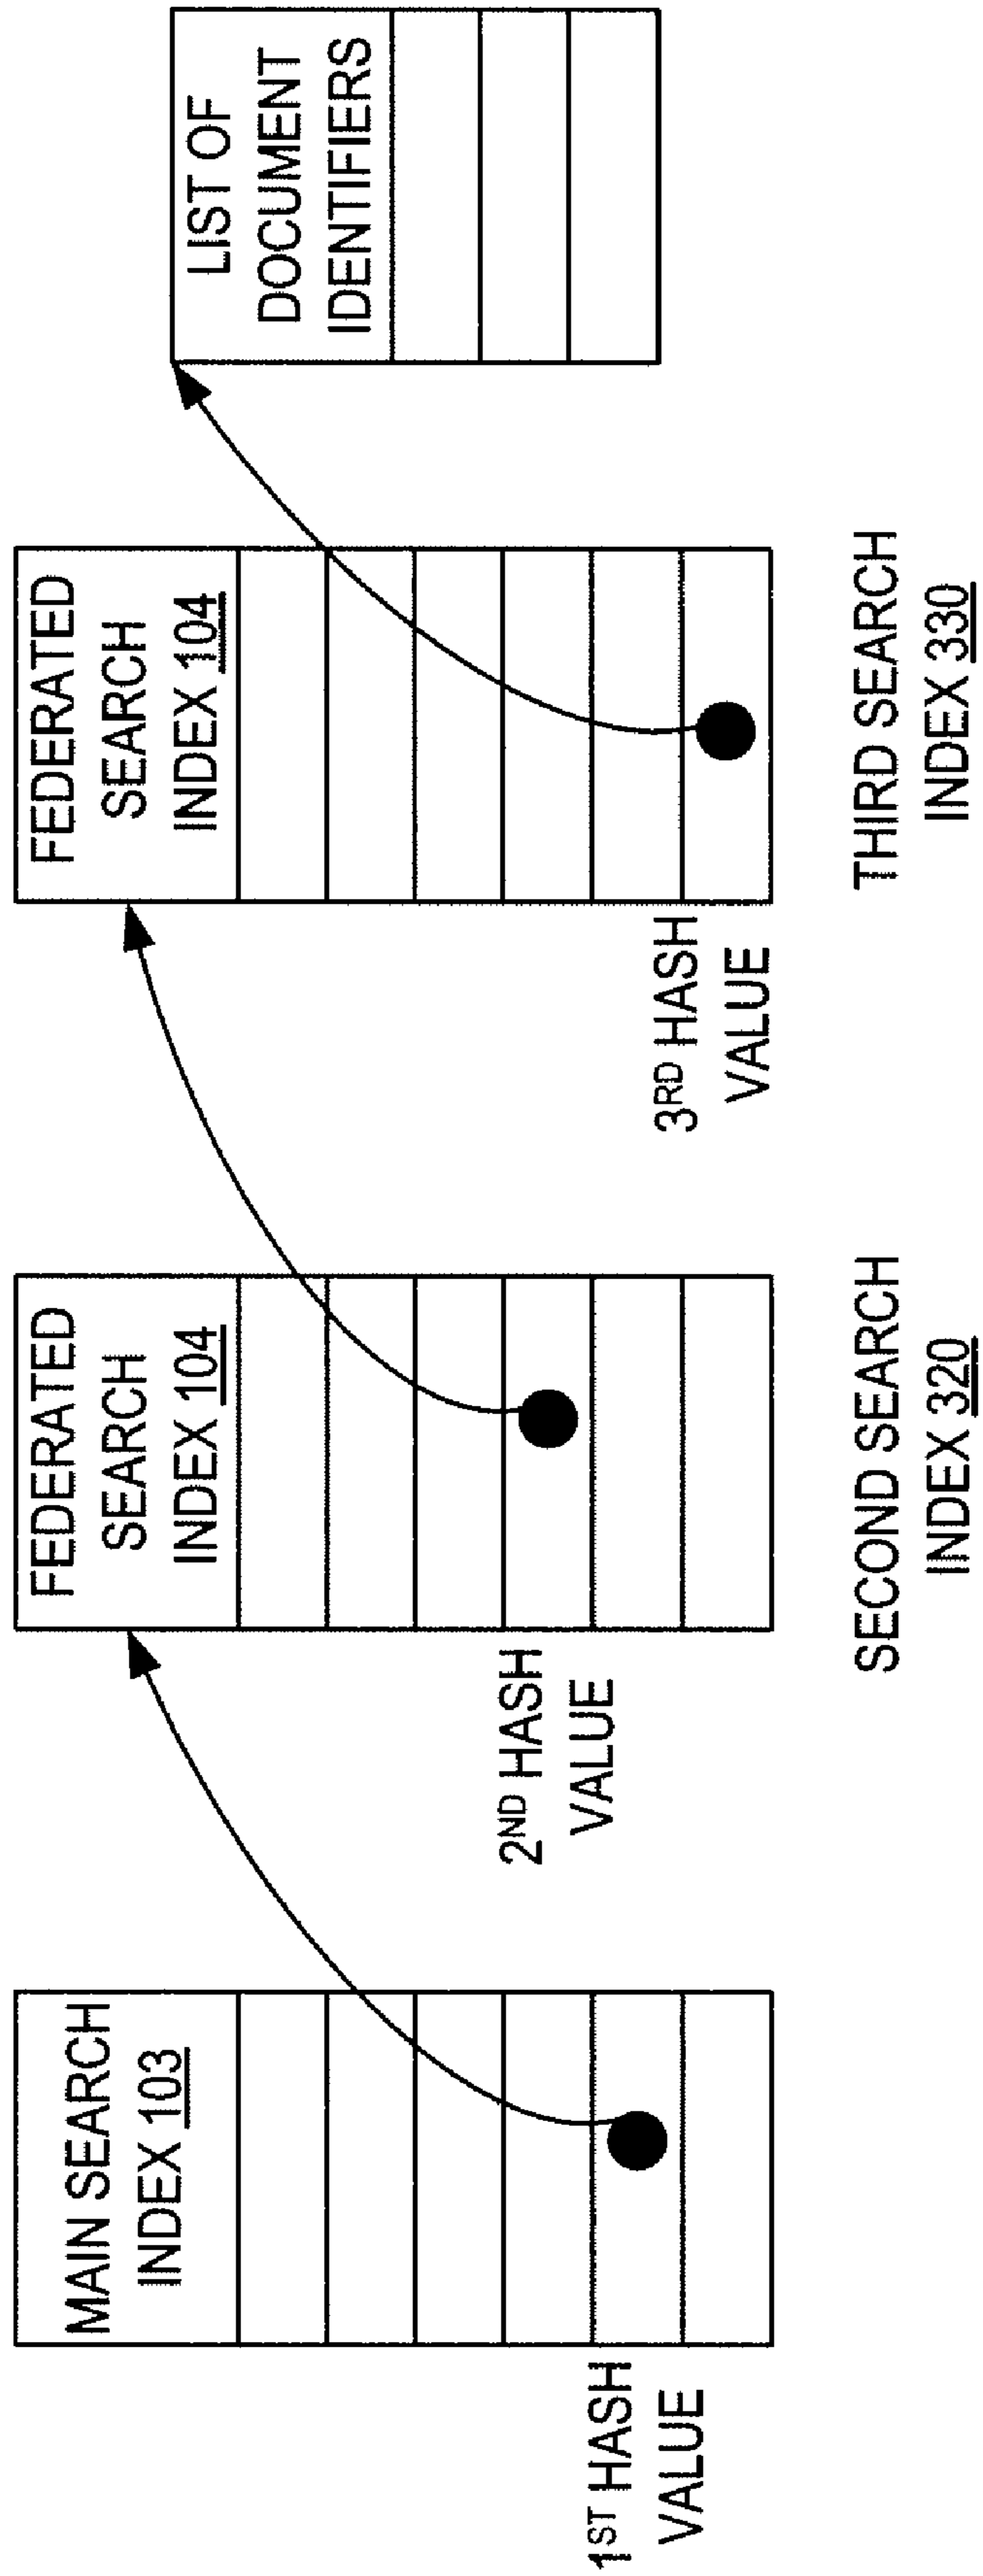 MAIN SEARCH
INDEX 103
1ST HASH
VALUE
FEDERATED
SEARCH
INDEX 104
2ND HASH
VALUE
SECOND SEARCH
INDEX 320
FEDERATED
SEARCH
INDEX 104
3RD HASH
VALUE
THIRD SEARCH
INDEX 330
LIST OF
DOCUMENT
IDENTIFIERS